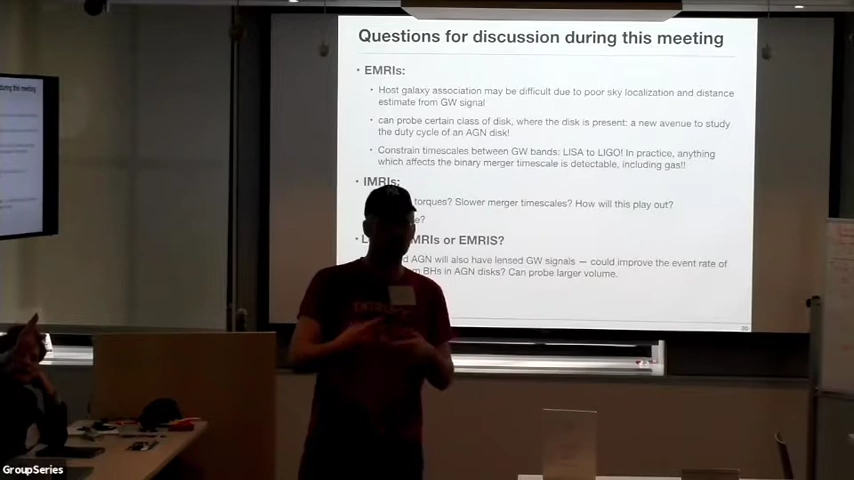 Questions for discussion during this meeting
• EMRIs:
• Host galaxy association may be difficult due to poor sky localization and distance
estimate from GW signal
• can probe certain class of disk, where the disk is present: a new avenue to study
the duty cycle of an AGN disk!
• Constrain timescales between GW bands: LISA to LIGO! In practice, anything
which affects the binary merger timescale is detectable, including gas!!
• IMRIs:
torques? Slower merger timescales? How will this play out?
MRIs or EMRIS?
AGN will also have lensed GW signals — could improve the event rate of
BHs in AGN disks? Can probe larger volume.
this meeting
GroupSeries